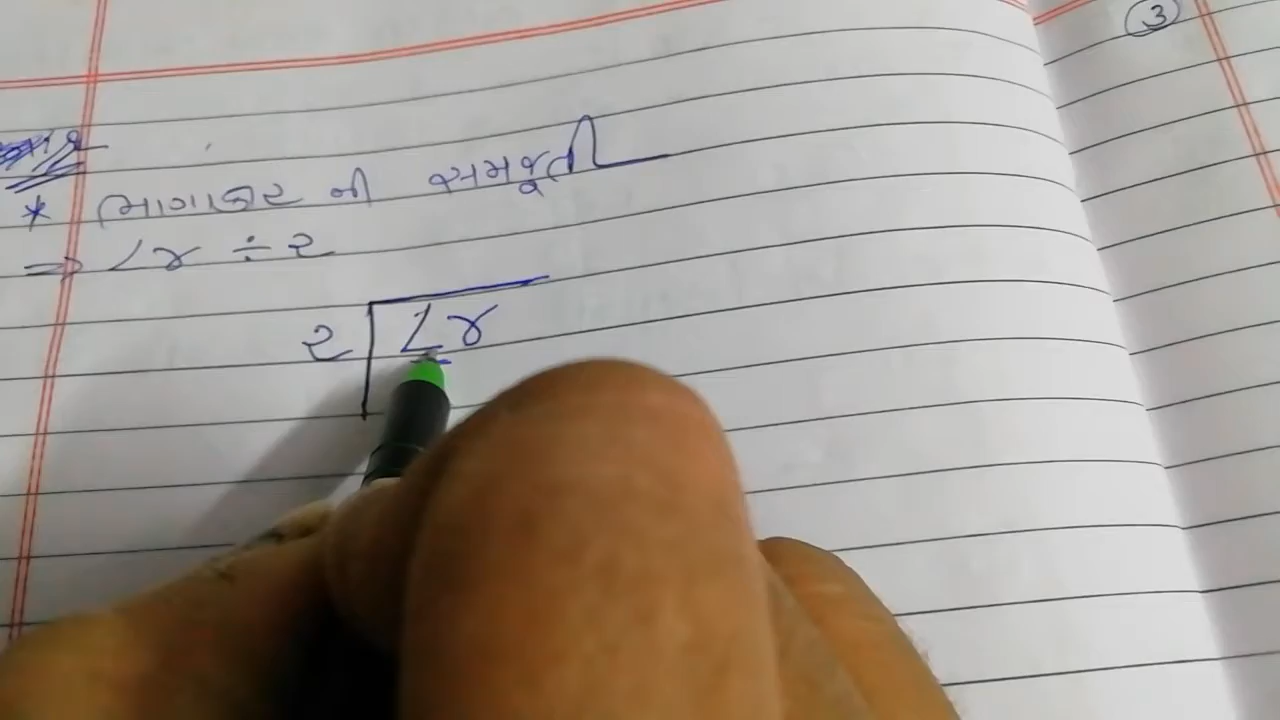 3
* ભાગાકાર ની સમજૂતી
⇒ ૮૪ ÷ ૨
૨ ૮૪